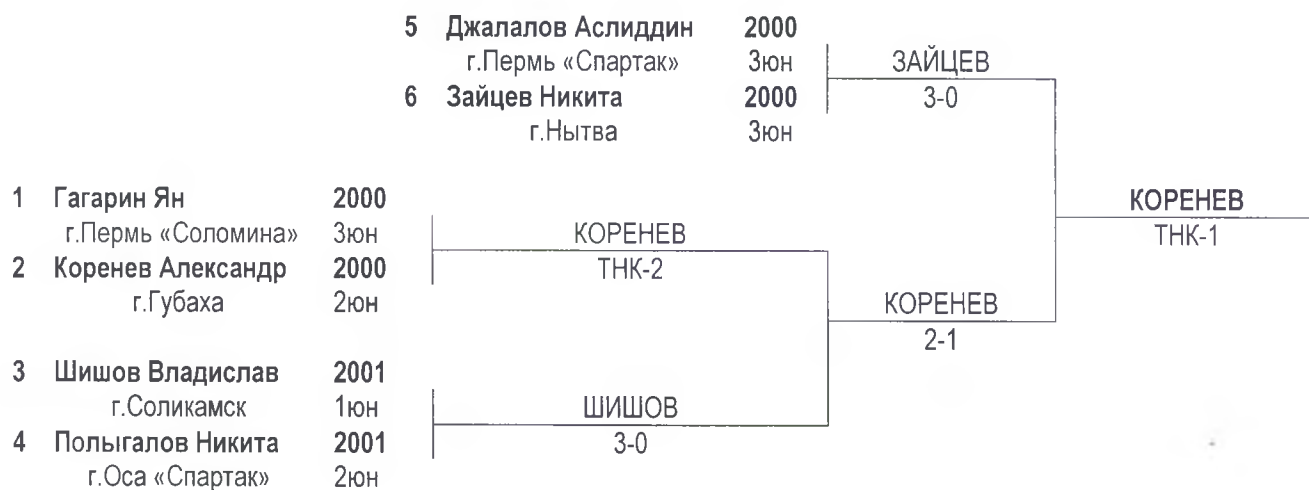 5 Джалалов Аслиддин 2000
г.Пермь «Спартак» 3юн
ЗАЙЦЕВ
3-0
6 Зайцев Никита 2000
г.Нытва 3юн
1 Гагарин Ян 2000
г.Пермь «Соломина» 3юн
КОРЕНЕВ
ТНК-2
2 Коренев Александр 2000
г.Губаха 2юн
КОРЕНЕВ
ТНК-1
КОРЕНЕВ
2-1
3 Шишов Владислав 2001
г.Соликамск 1юн
ШИШОВ
3-0
4 Полыгалов Никита 2001
г.Оса «Спартак» 2юн